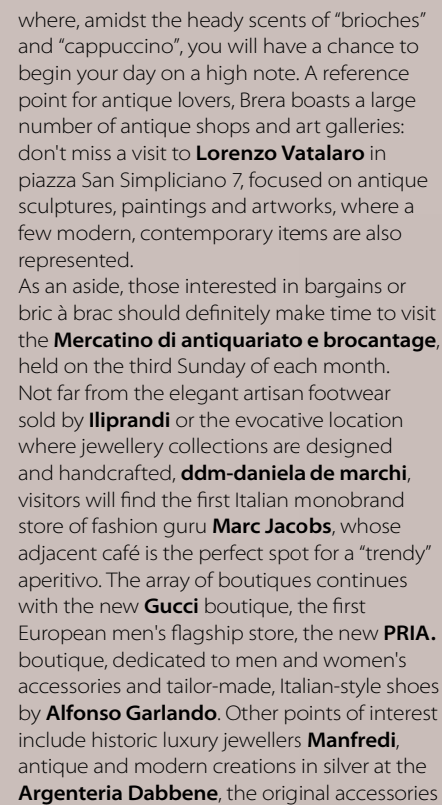 where, amidst the heady scents of “brioches”
and “cappuccino”, you will have a chance to
begin your day on a high note. A reference
point for antique lovers, Brera boasts a large
number of antique shops and art galleries:
don't miss a visit to Lorenzo Vatalaro in
piazza San Simpliciano 7, focused on antique
sculptures, paintings and artworks, where a
few modern, contemporary items are also
represented.
As an aside, those interested in bargains or
bric à brac should definitely make time to visit
the Mercatino di antiquariato e brocantage,
held on the third Sunday of each month.
Not far from the elegant artisan footwear
sold by Iliprandi or the evocative location
where jewellery collections are designed
and handcrafted, ddm-daniela de marchi,
visitors will find the first Italian monobrand
store of fashion guru Marc Jacobs, whose
adjacent café is the perfect spot for a “trendy”
aperitivo. The array of boutiques continues
with the new Gucci boutique, the first
European men's flagship store, the new PRIA.
boutique, dedicated to men and women's
accessories and tailor-made, Italian-style shoes
by Alfonso Garlando. Other points of interest
include historic luxury jewellers Manfredi,
antique and modern creations in silver at the
Argenteria Dabbene, the original accessories